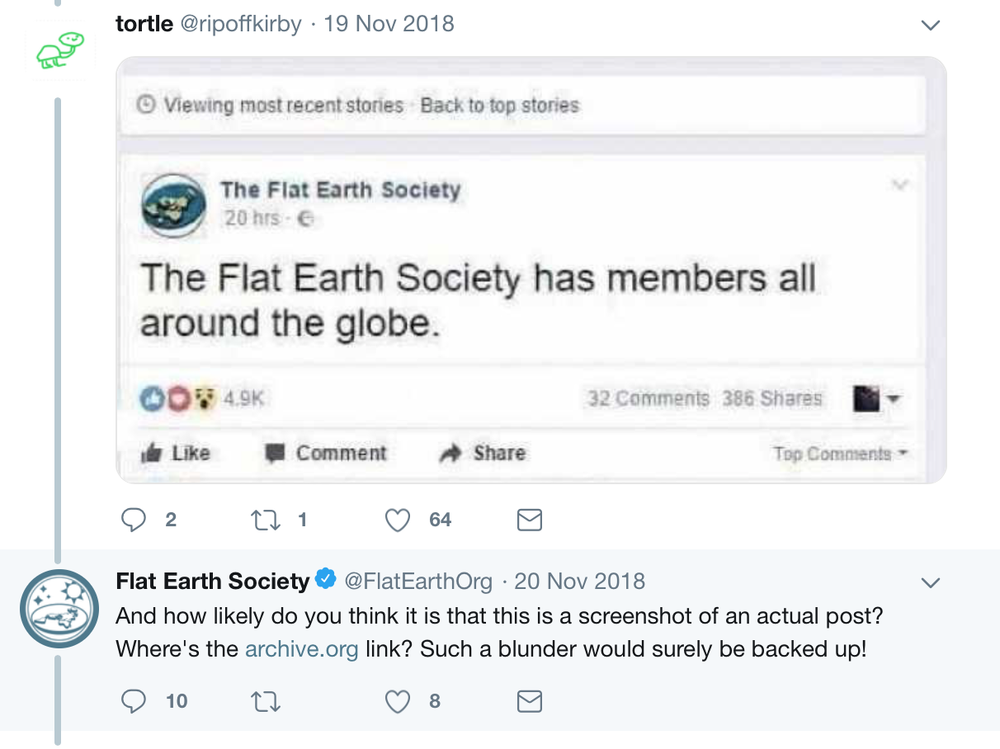 tortle @ripoffkirby · 19 Nov 2018
Viewing most recent stories · Back to top stories
The Flat Earth Society
20 hrs ·
The Flat Earth Society has members all
around the globe.
4.9K 32 Comments 386 Shares
Like Comment Share Top Comments
2 1 64
Flat Earth Society @FlatEarthOrg · 20 Nov 2018
And how likely do you think it is that this is a screenshot of an actual post?
Where's the archive.org link? Such a blunder would surely be backed up!
10 8